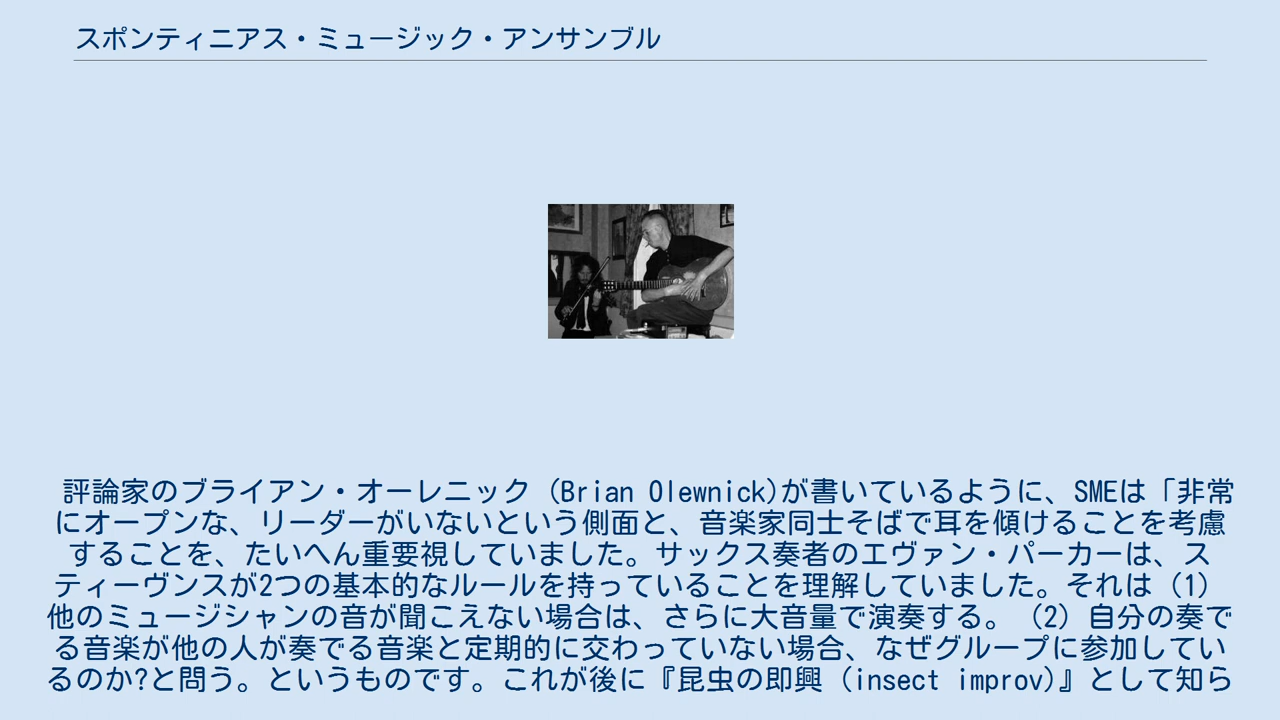 スポンティニアス・ミュージック・アンサンブル
評論家のブライアン・オーレニック (Brian Olewnick)が書いているように、SMEは「非常
にオープンな、リーダーがいないという側面と、音楽家同士そばで耳を傾けることを考慮
することを、たいへん重要視していました。サックス奏者のエヴァン・パーカーは、ス
ティーヴンスが2つの基本的なルールを持っていることを理解していました。それは (1)
他のミュージシャンの音が聞こえない場合は、さらに大音量で演奏する。 (2) 自分の奏で
る音楽が他の人が奏でる音楽と定期的に交わっていない場合、なぜグループに参加してい
るのか?と問う。というものです。これが後に『昆虫の即興 (insect improv)』として知ら